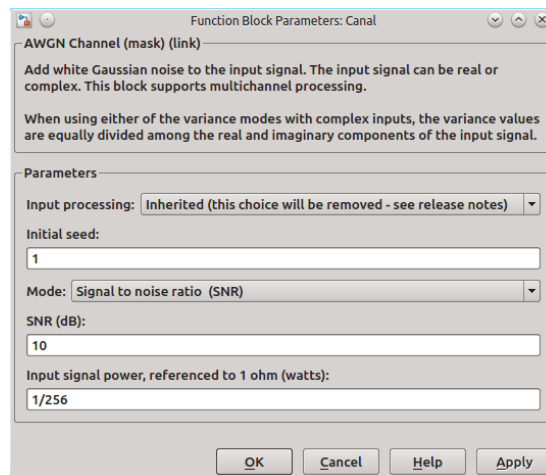 Function Block Parameters: Canal
AWGN Channel (mask) (link)
Add white Gaussian noise to the input signal. The input signal can be real or
complex. This block supports multichannel processing.
When using either of the variance modes with complex inputs, the variance values
are equally divided among the real and imaginary components of the input signal.
Parameters
Input processing: Inherited (this choice will be removed - see release notes)
Initial seed:
1
Mode: Signal to noise ratio (SNR)
SNR (dB):
10
Input signal power, referenced to 1 ohm (watts):
1/256
OK Cancel Help Apply